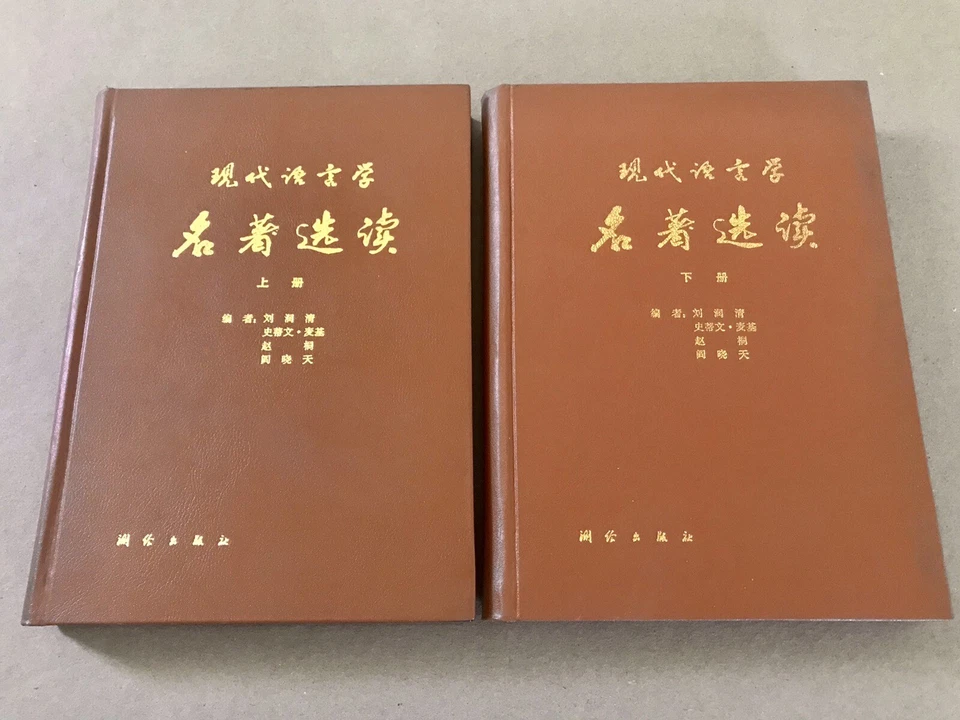 现代语言学
名著选读
上册
编者：刘润清
史蒂文·麦基
赵桐
阎晓天
测绘出版社
现代语言学
名著选读
下册
编者：刘润清
史蒂文·麦基
赵桐
阎晓天
测绘出版社